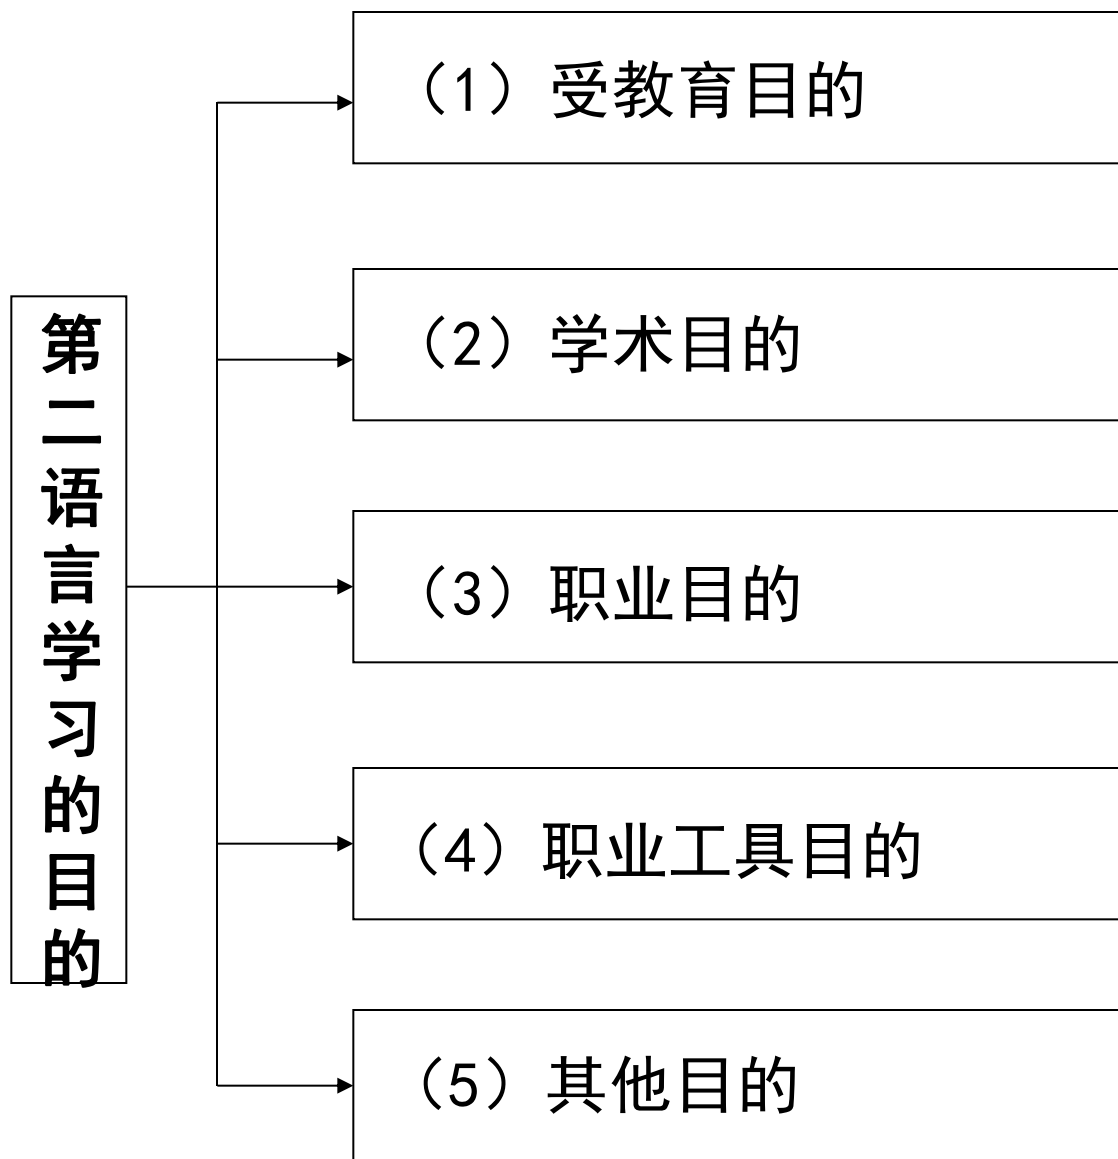 第二语言学习的目的
（1）受教育目的
（2）学术目的
（3）职业目的
（4）职业工具目的
（5）其他目的